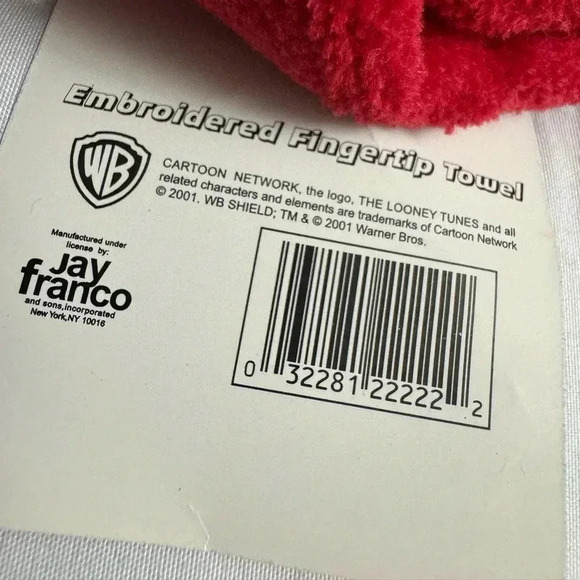 Embroidered Fingertip Towel
WB
CARTOON NETWORK, the logo, THE LOONEY TUNES and all
related characters and elements are trademarks of Cartoon Network
© 2001. WB SHIELD; TM & © 2001 Warner Bros.
Manufactured under
license by:
Jay
franco
and sons, incorporated
New York, NY 10016
0 32281 22222 2